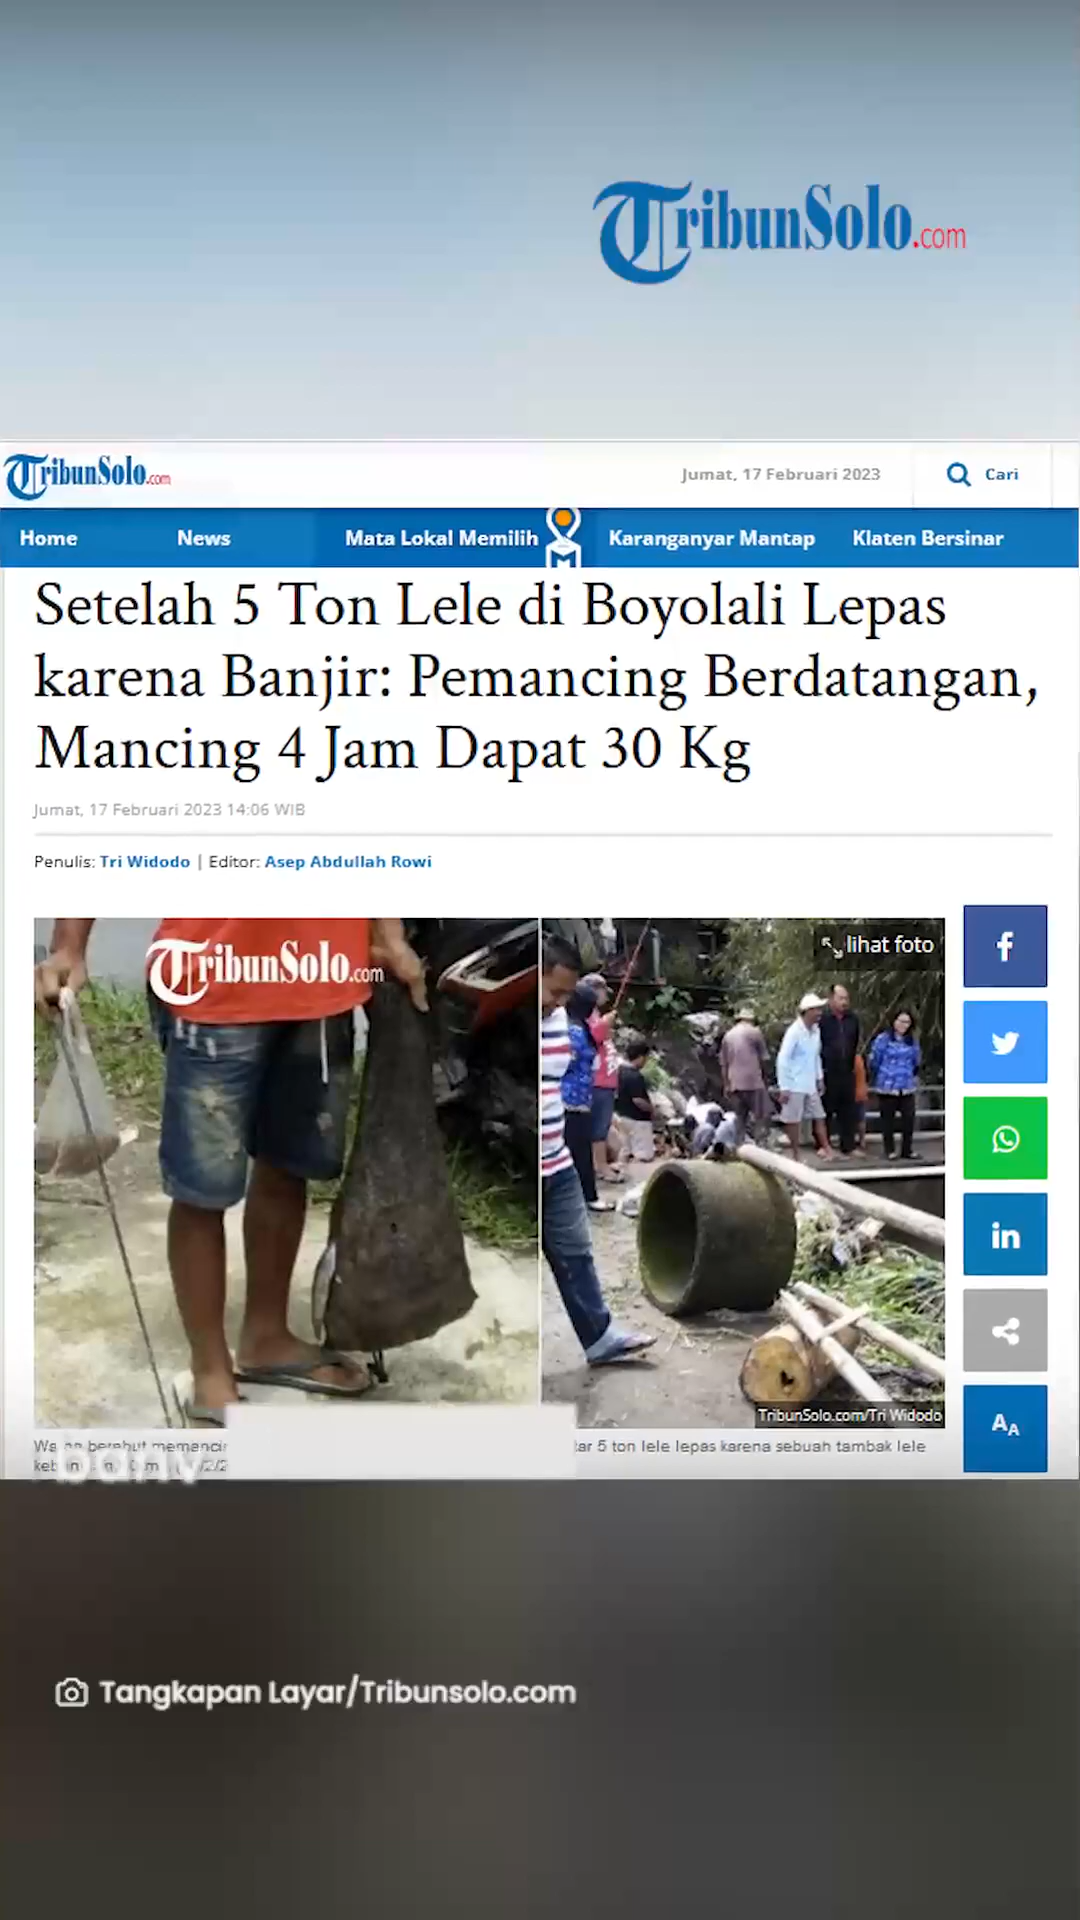 TribunSolo.com
TribunSolo.com
Jumat, 17 Februari 2023
Cari
Home
News
Mata Lokal Memilih
Karanganyar Mantap
Klaten Bersinar
Setelah 5 Ton Lele di Boyolali Lepas
karena Banjir: Pemancing Berdatangan,
Mancing 4 Jam Dapat 30 Kg
Jumat, 17 Februari 2023 14:06 WIB
Penulis: Tri Widodo | Editor: Asep Abdullah Rowi
TribunSolo.com
lihat foto
TribunSolo.com/Tri Widodo
5 ton lele lepas karena sebuah tambak lele
Tangkapan Layar/Tribunsolo.com